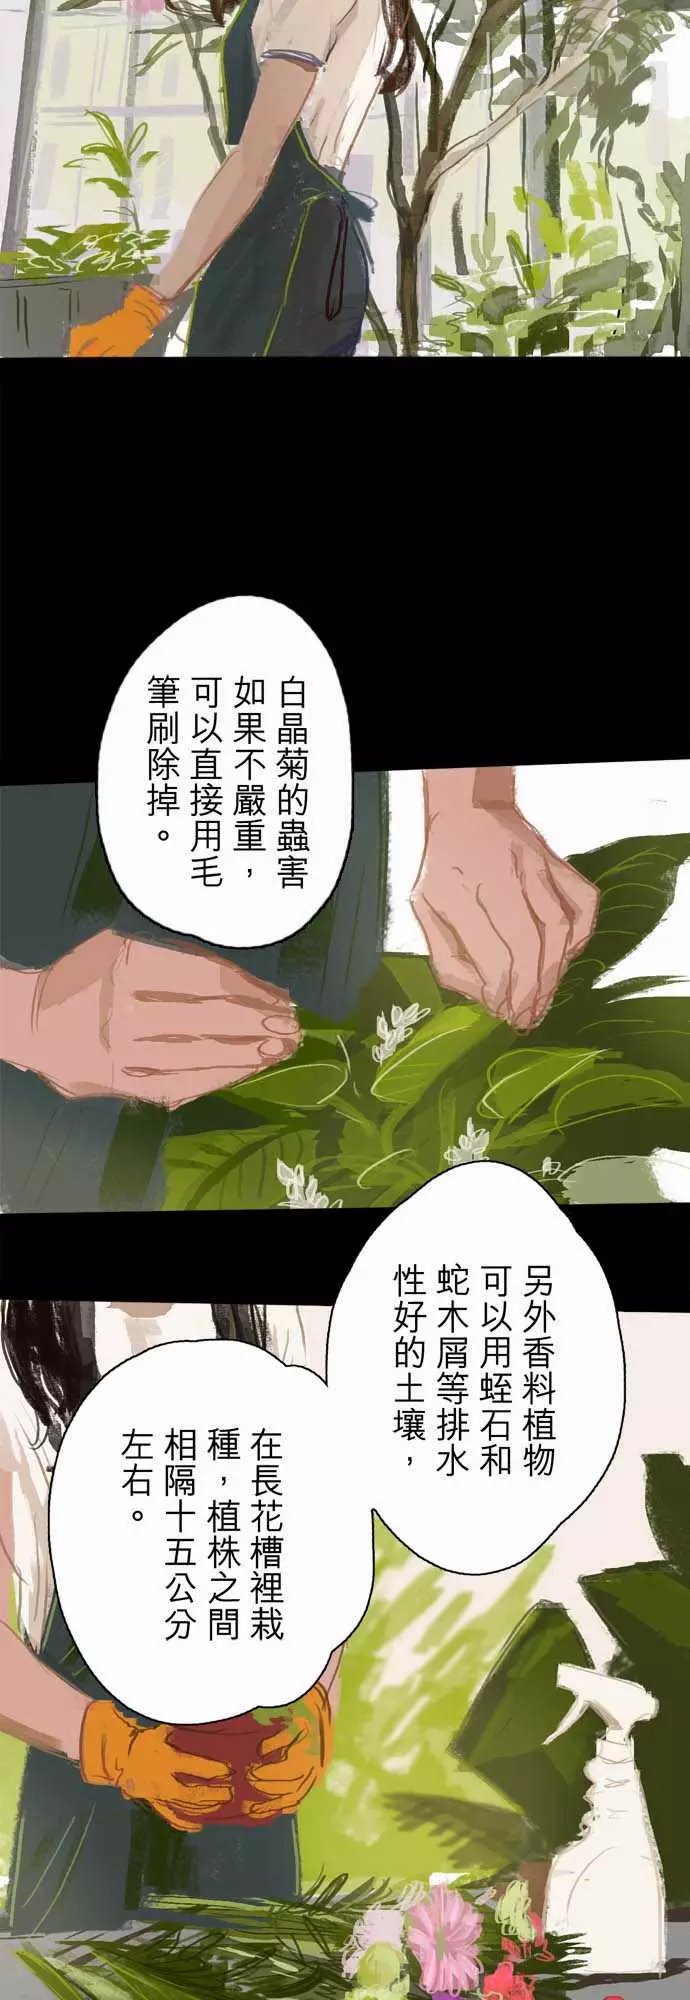 白晶菊的蟲害
如果不嚴重，
可以直接用毛
筆刷除掉。
另外香料植物
可以用蛭石和
蛇木屑等排水
性好的土壤，
在長花槽裡栽
種，植株之間
相隔十五公分
左右。